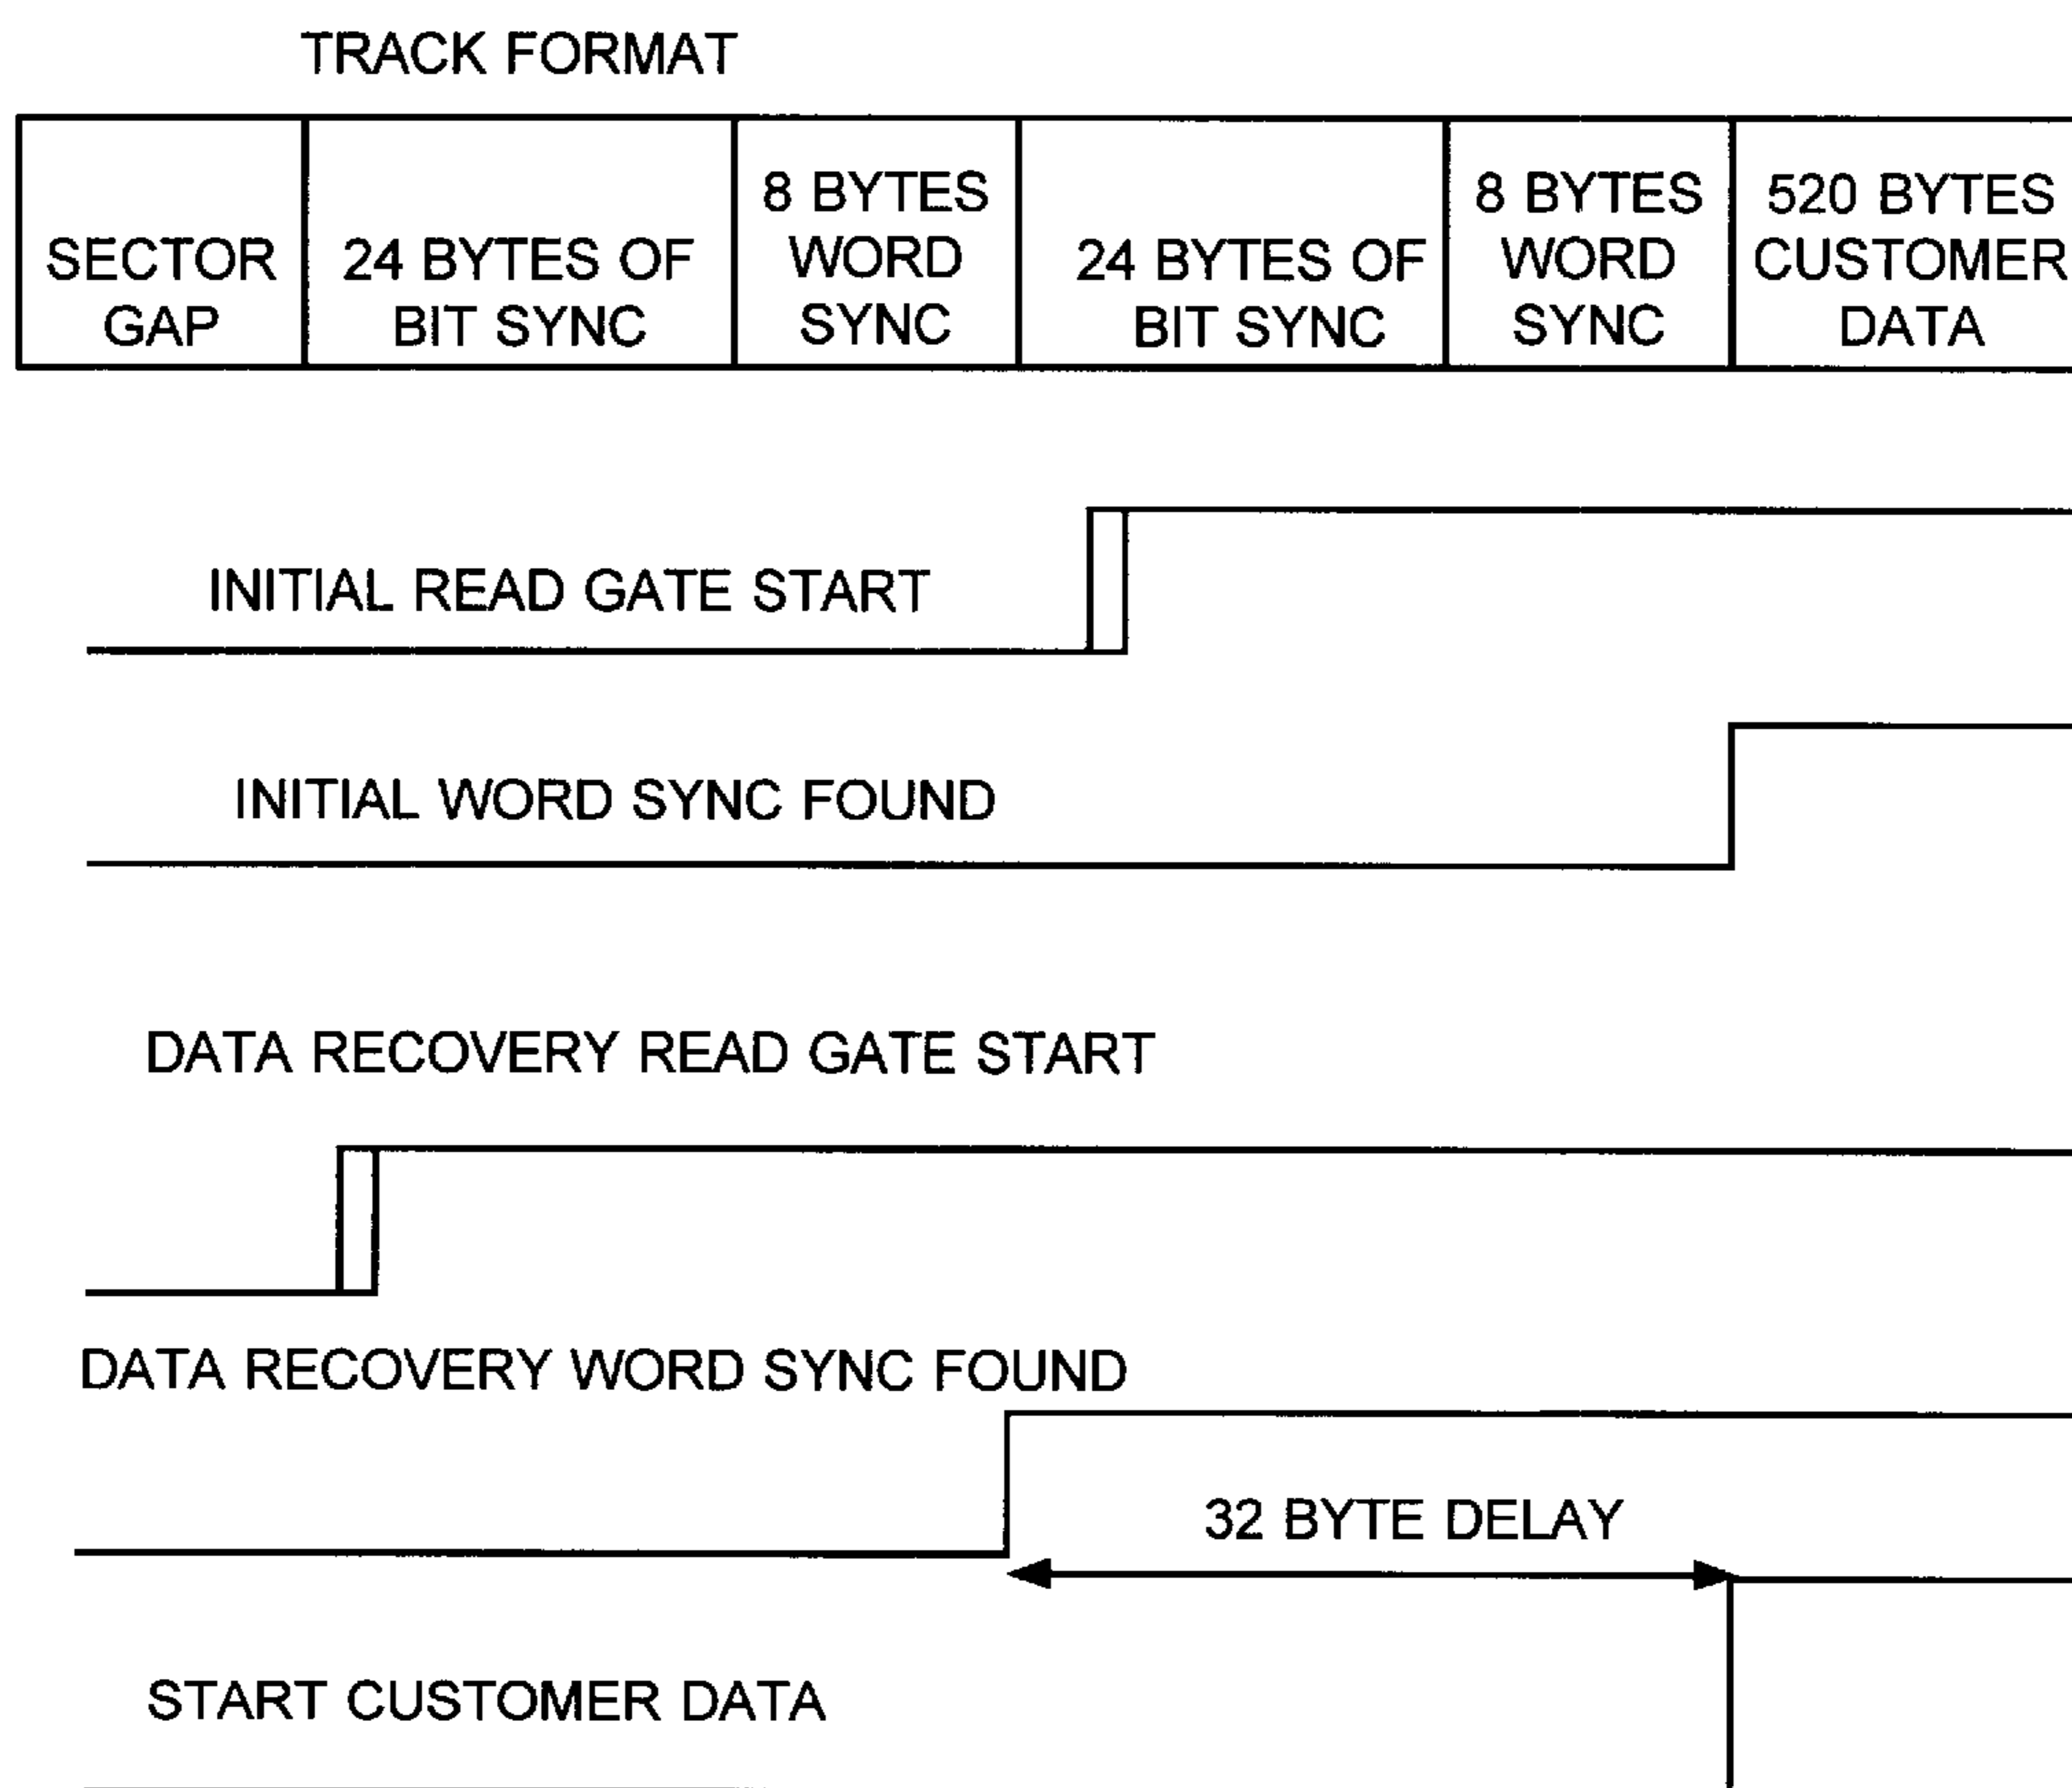 TRACK FORMAT
SECTOR
GAP
24 BYTES OF
BIT SYNC
8 BYTES
WORD
SYNC
24 BYTES OF
BIT SYNC
8 BYTES
WORD
SYNC
520 BYTES
CUSTOMER
DATA
INITIAL READ GATE START
INITIAL WORD SYNC FOUND
DATA RECOVERY READ GATE START
DATA RECOVERY WORD SYNC FOUND
32 BYTE DELAY
START CUSTOMER DATA